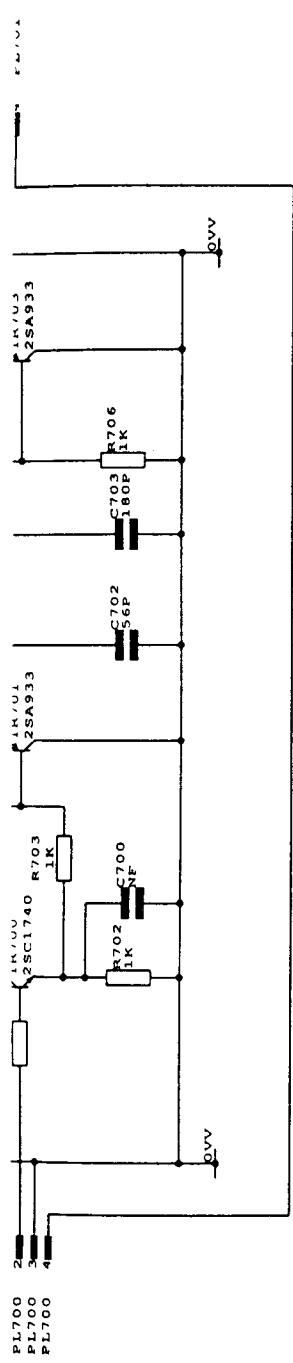 0VV
2SA933
R706
1K
C703
180P
C702
56P
2SA933
R703
1K
C700
NF
2SC1740
R702
1K
0VV
2
3
4
PL700
PL700
PL700